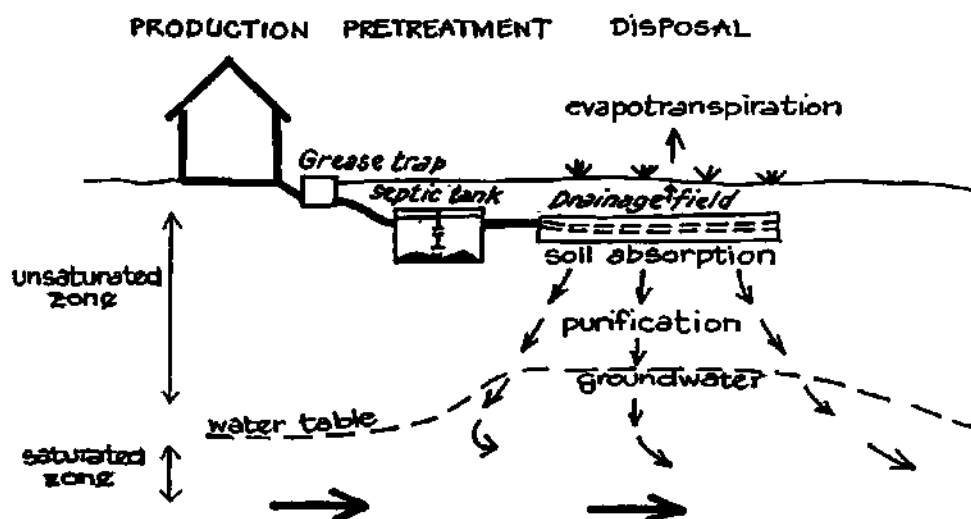 PRODUCTION PRETREATMENT DISPOSAL
evapotranspiration
Grease trap
septic tank
Drainage field
soil absorption
unsaturated
zone
purification
groundwater
water table
saturated
zone